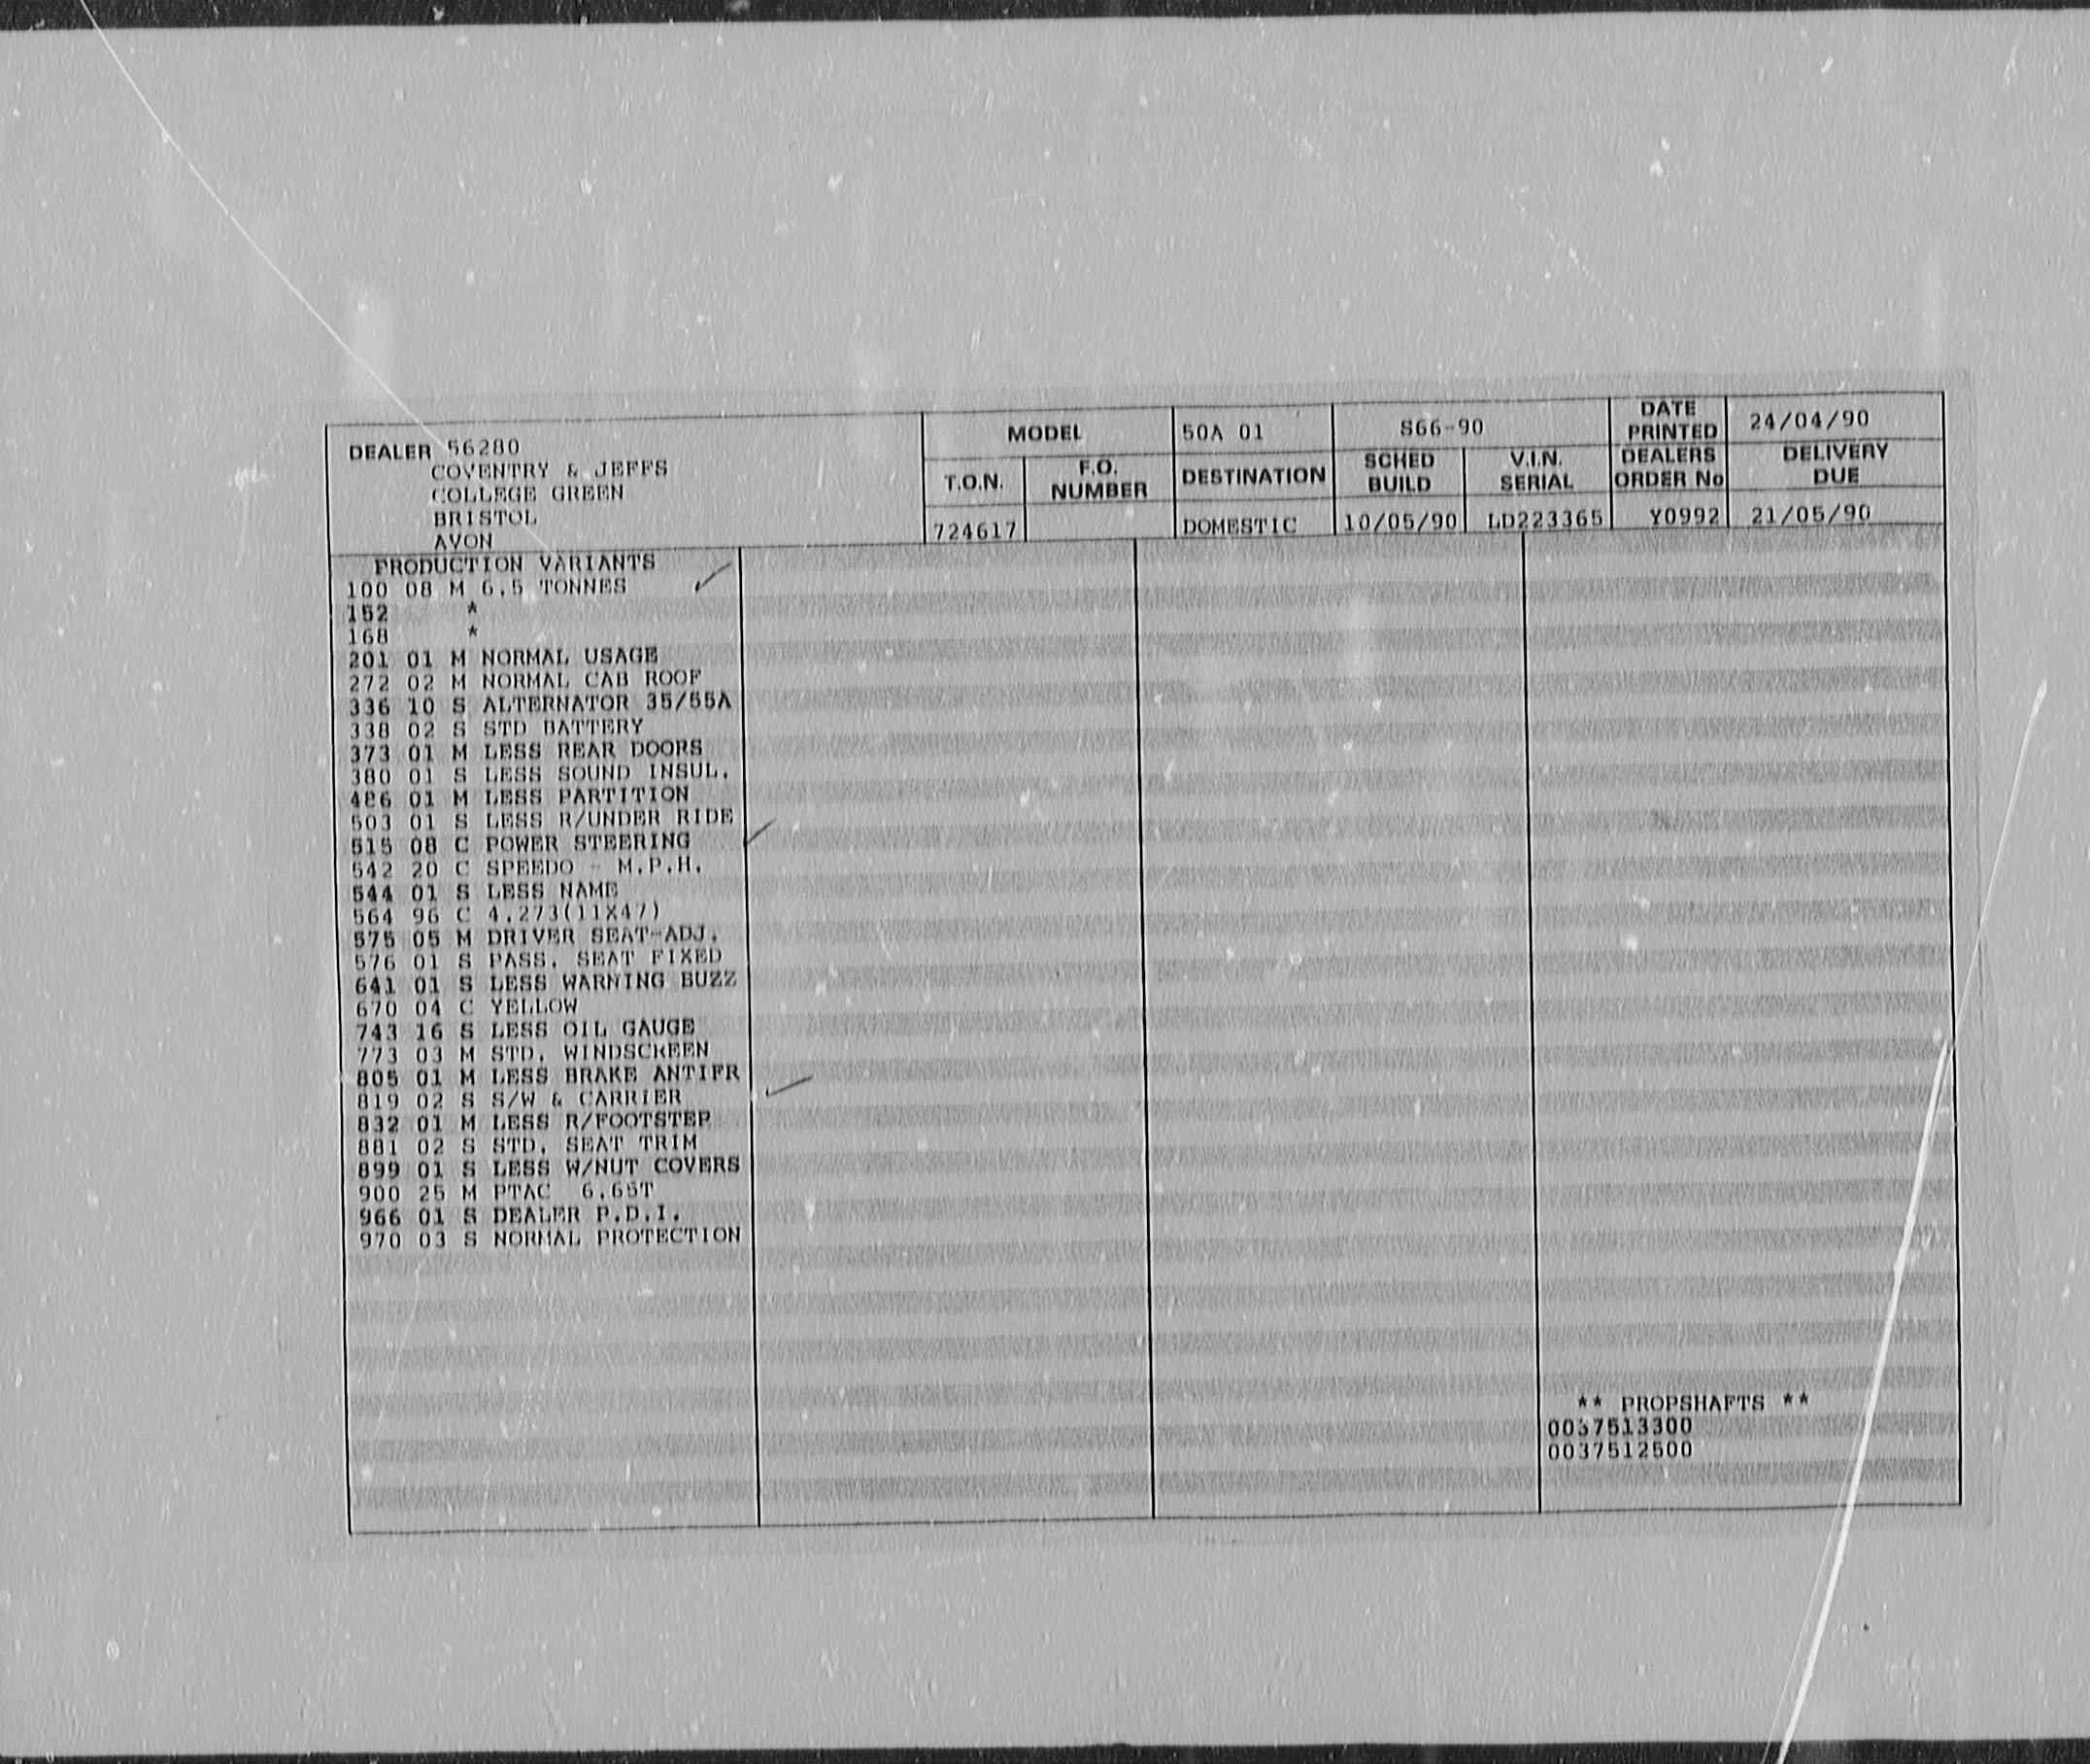 DEALER 56280
COVENTRY & JEFFS
COLLEGE GREEN
BRISTOL
AVON
MODEL 50A 01 S66-90 DATE PRINTED 24/04/90
T.O.N. F.O. NUMBER DESTINATION SCHED BUILD V.I.N. SERIAL DEALERS ORDER No DELIVERY DUE
724617 DOMESTIC 10/05/90 LD223365 Y0992 21/05/90
PRODUCTION VARIANTS
100 08 M 6.5 TONNES
152 *
168 *
201 01 M NORMAL USAGE
272 02 M NORMAL CAB ROOF
336 10 S ALTERNATOR 35/55A
338 02 S STD BATTERY
373 01 M LESS REAR DOORS
380 01 S LESS SOUND INSUL.
486 01 M LESS PARTITION
503 01 S LESS R/UNDER RIDE
515 08 C POWER STEERING
542 20 C SPEEDO - M.P.H.
544 01 S LESS NAME
564 96 C 4.273(11X47)
575 05 M DRIVER SEAT-ADJ.
576 01 S PASS. SEAT FIXED
641 01 S LESS WARNING BUZZ
670 04 C YELLOW
743 16 S LESS OIL GAUGE
773 03 M STD. WINDSCREEN
805 01 M LESS BRAKE ANTIFR
819 02 S S/W & CARRIER
832 01 M LESS R/FOOTSTEP
881 02 S STD. SEAT TRIM
899 01 S LESS W/NUT COVERS
900 25 M PTAC 6.65T
966 01 S DEALER P.D.I.
970 03 S NORMAL PROTECTION
** PROPSHAFTS **
0037513300
0037512500